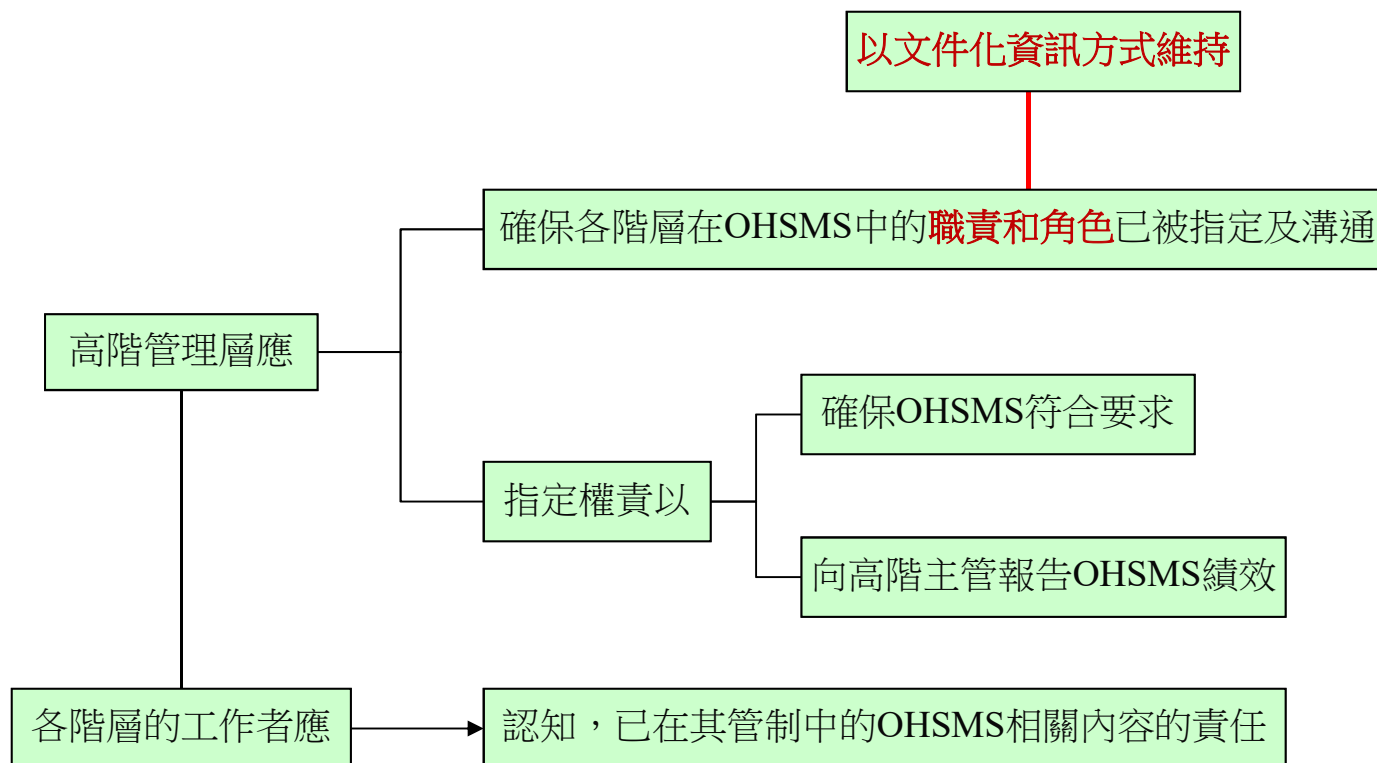 以文件化資訊方式維持
確保各階層在OHSMS中的職責和角色已被指定及溝通
高階管理層應
確保OHSMS符合要求
指定權責以
向高階主管報告OHSMS績效
各階層的工作者應
認知，已在其管制中的OHSMS相關內容的責任